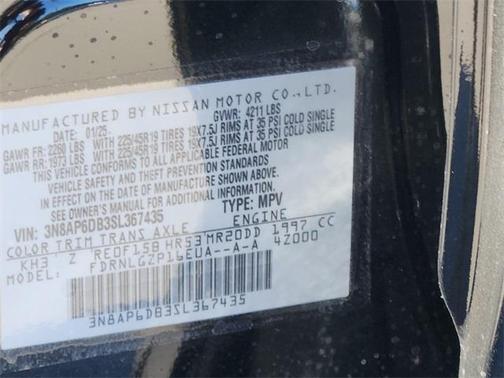 MANUFACTURED BY NISSAN MOTOR CO.,LTD.
DATE: 01/25 GVWR: 4211 LBS
GAWR FR: 2260 LBS WITH 225/45R19 TIRES 19X7.5J RIMS AT 35 PSI COLD SINGLE
GAWR RR: 1973 LBS WITH 225/45R19 TIRES 19X7.5J RIMS AT 35 PSI COLD SINGLE
THIS VEHICLE CONFORMS TO ALL APPLICABLE FEDERAL MOTOR
VEHICLE SAFETY AND THEFT PREVENTION STANDARDS
IN EFFECT ON THE DATE OF MANUFACTURE SHOWN ABOVE.
SEE OWNER'S MANUAL FOR ADDITIONAL INFORMATION.
VIN: 3N8AP6DB3SL367435 TYPE: MPV
COLOR TRIM TRANS AXLE ENGINE
KH3 Z RE0F15B HR53 MR20DD 1997 CC
MODEL: FDRNLGZP16EUA--A-A 4Z000
3N8AP6DB3SL367435